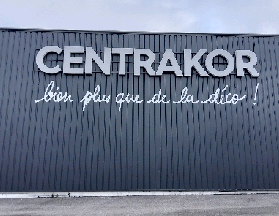 CENTRAKOR
bien plus que de la déco !